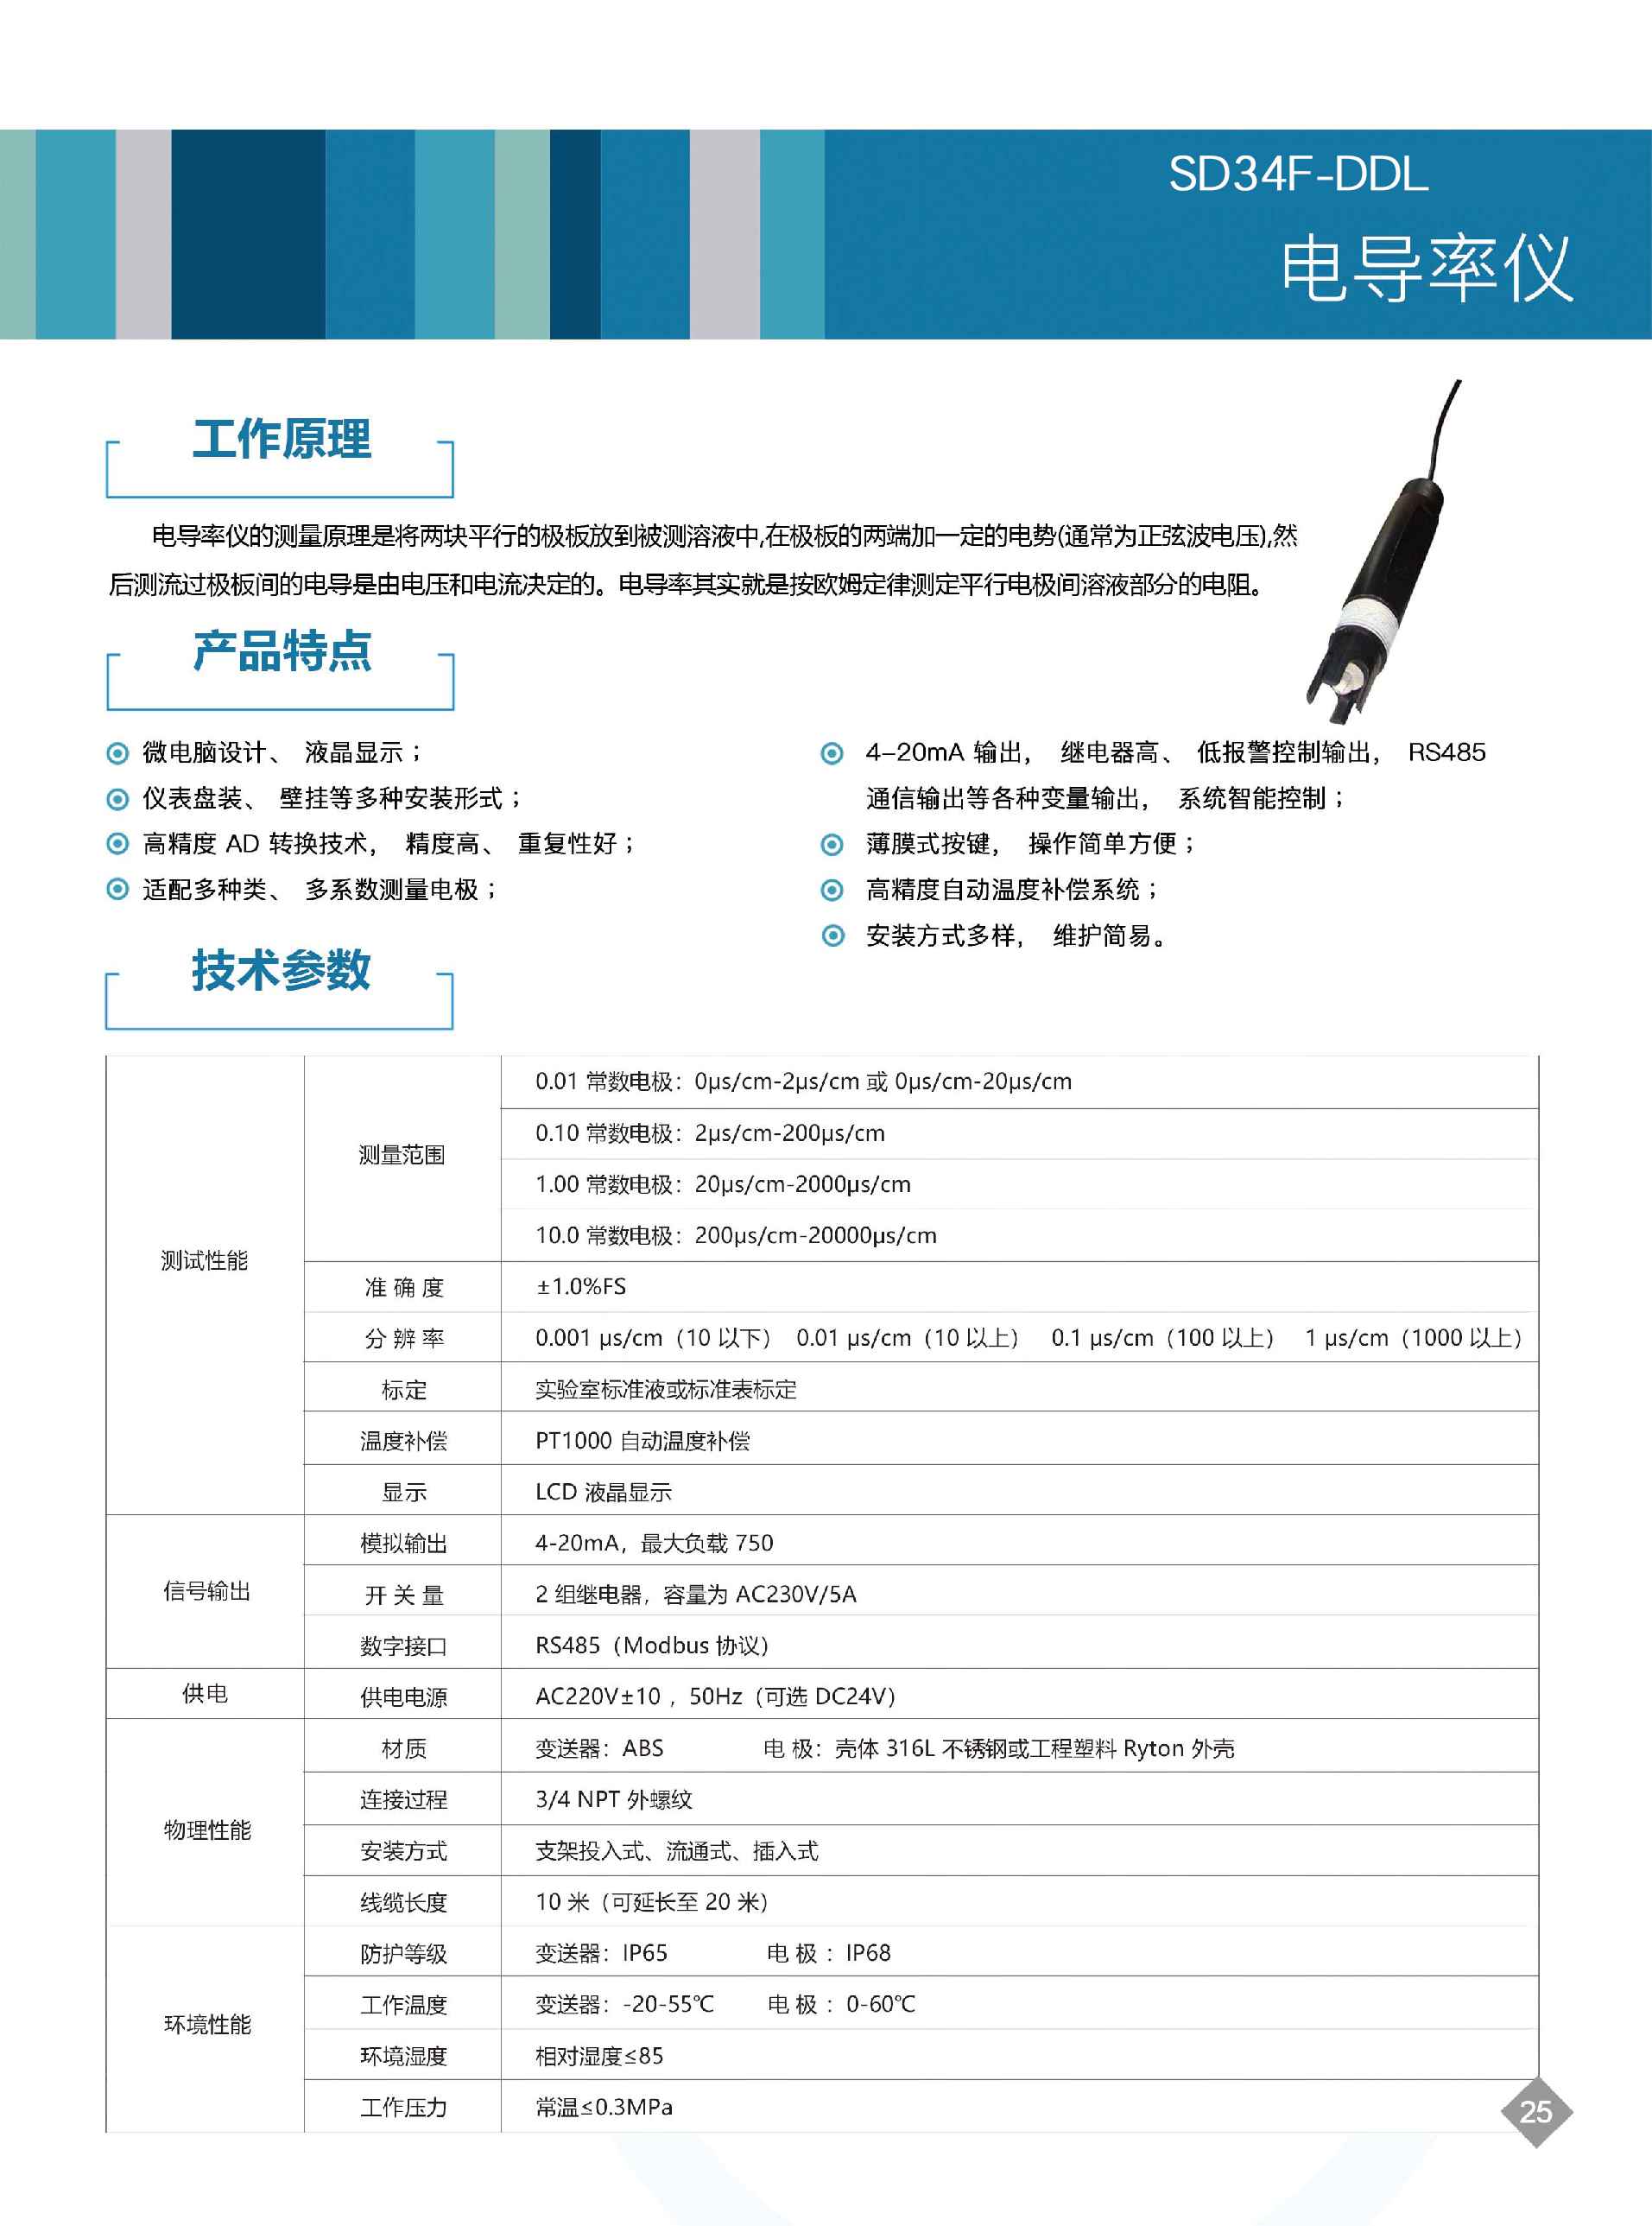 SD34F-DDL
电导率仪
工作原理
电导率仪的测量原理是将两块平行的极板放到被测溶液中,在极板的两端加一定的电势(通常为正弦波电压),然
后测流过极板间的电导是由电压和电流决定的。电导率其实就是按欧姆定律测定平行电极间溶液部分的电阻。
产品特点
微电脑设计、 液晶显示；
仪表盘装、 壁挂等多种安装形式；
高精度 AD 转换技术， 精度高、 重复性好；
适配多种类、 多系数测量电极；
4-20mA 输出， 继电器高、 低报警控制输出， RS485
通信输出等各种变量输出， 系统智能控制；
薄膜式按键， 操作简单方便；
高精度自动温度补偿系统；
安装方式多样， 维护简易。
技术参数
测试性能
测量范围
0.01 常数电极：0μs/cm-2μs/cm 或 0μs/cm-20μs/cm
0.10 常数电极：2μs/cm-200μs/cm
1.00 常数电极：20μs/cm-2000μs/cm
10.0 常数电极：200μs/cm-20000μs/cm
准 确 度 ±1.0%FS
分 辨 率 0.001 μs/cm（10 以下） 0.01 μs/cm（10 以上） 0.1 μs/cm（100 以上） 1 μs/cm（1000 以上）
标定 实验室标准液或标准表标定
温度补偿 PT1000 自动温度补偿
显示 LCD 液晶显示
信号输出
模拟输出 4-20mA，最大负载 750
开 关 量 2 组继电器，容量为 AC230V/5A
数字接口 RS485（Modbus 协议）
供电 供电电源 AC220V±10 ，50Hz（可选 DC24V）
物理性能
材质 变送器：ABS 电 极：壳体 316L 不锈钢或工程塑料 Ryton 外壳
连接过程 3/4 NPT 外螺纹
安装方式 支架投入式、流通式、插入式
线缆长度 10 米（可延长至 20 米）
环境性能
防护等级 变送器：IP65 电 极 ：IP68
工作温度 变送器：-20-55℃ 电 极 ：0-60℃
环境湿度 相对湿度≤85
工作压力 常温≤0.3MPa
25